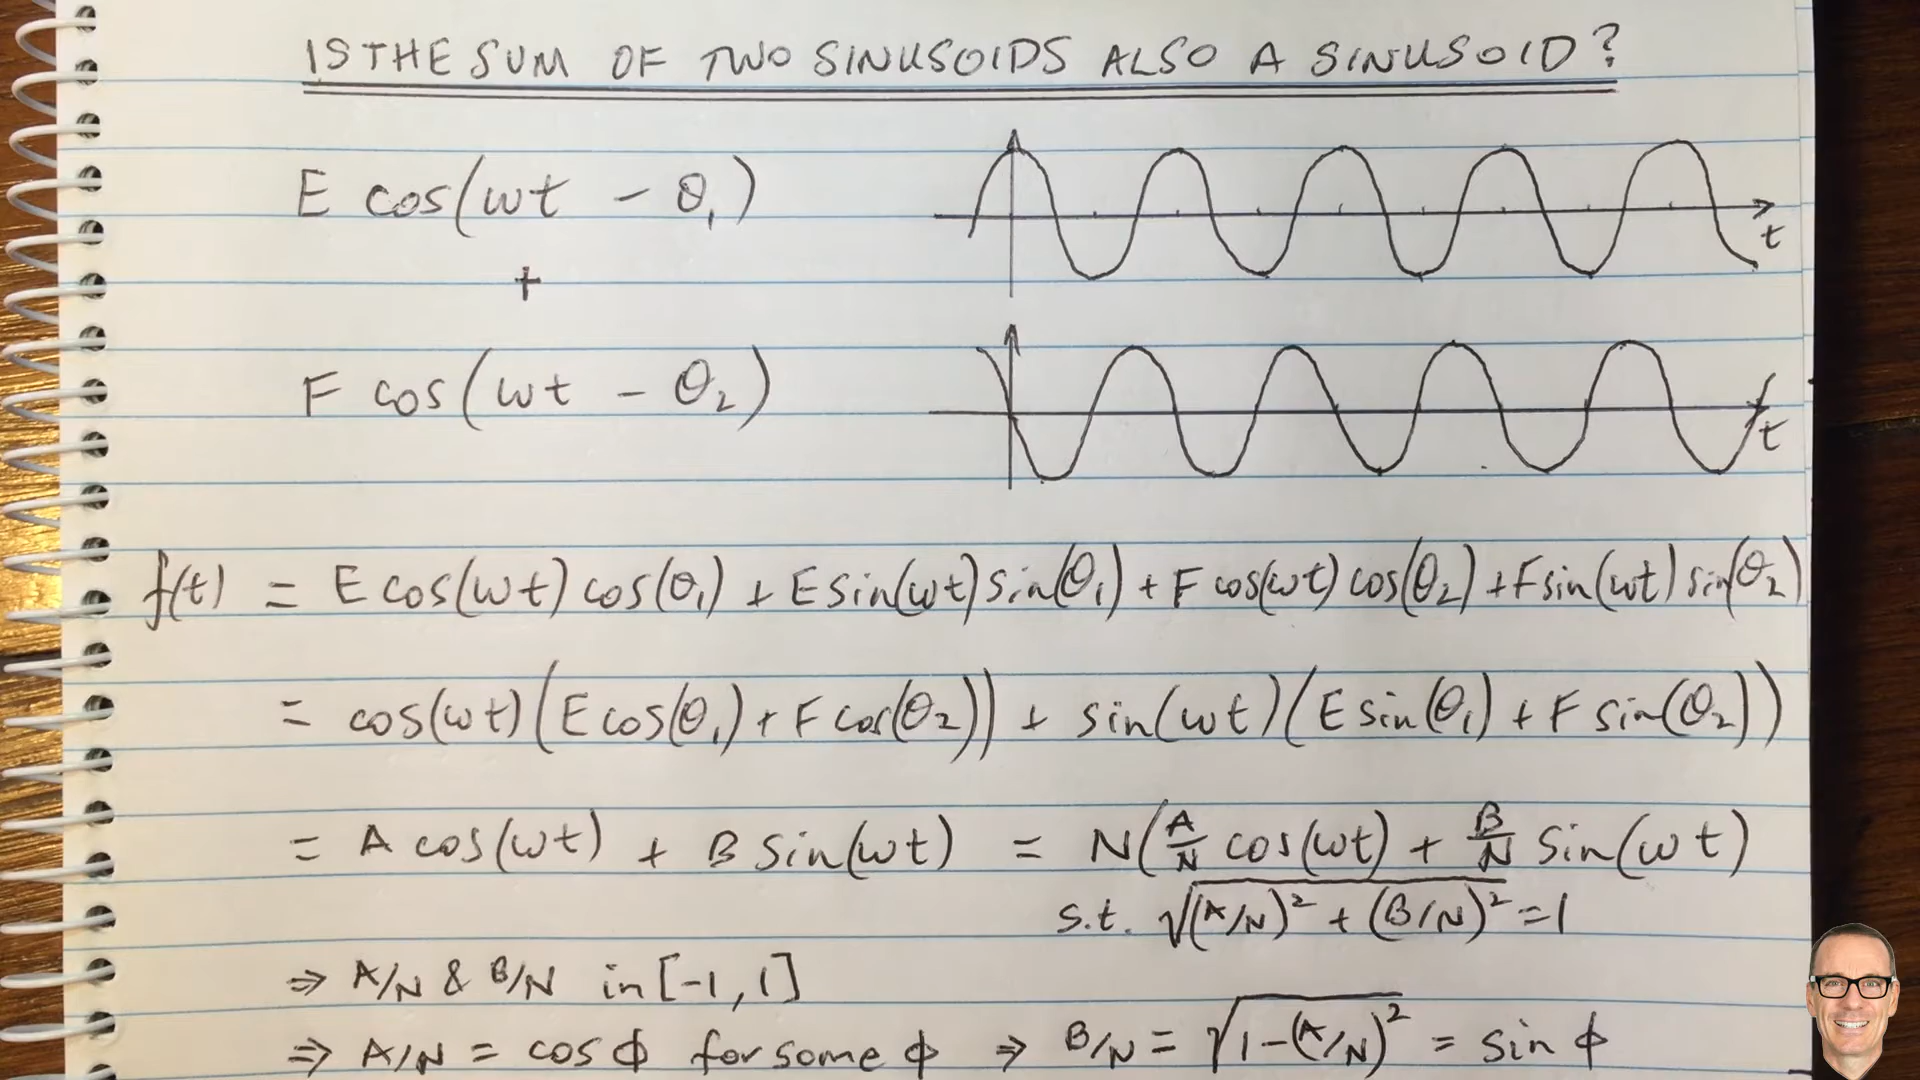 IS THE SUM OF TWO SINUSOIDS ALSO A SINUSOID?
E cos(ωt - θ₁)
t
+
F cos(ωt - θ₂)
t
f(t) = E cos(ωt) cos(θ₁) + E sin(ωt) sin(θ₁) + F cos(ωt) cos(θ₂) + F sin(ωt) sin(θ₂)
= cos(ωt)(E cos(θ₁) + F cos(θ₂)) + sin(ωt)(E sin(θ₁) + F sin(θ₂))
= A cos(ωt) + B sin(ωt) = N(A/N cos(ωt) + B/N sin(ωt)
s.t. √((A/N)² + (B/N)²) = 1
⇒ A/N & B/N in [-1, 1]
⇒ A/N = cos ϕ for some ϕ ⇒ B/N = √(1-(A/N)²) = sin ϕ